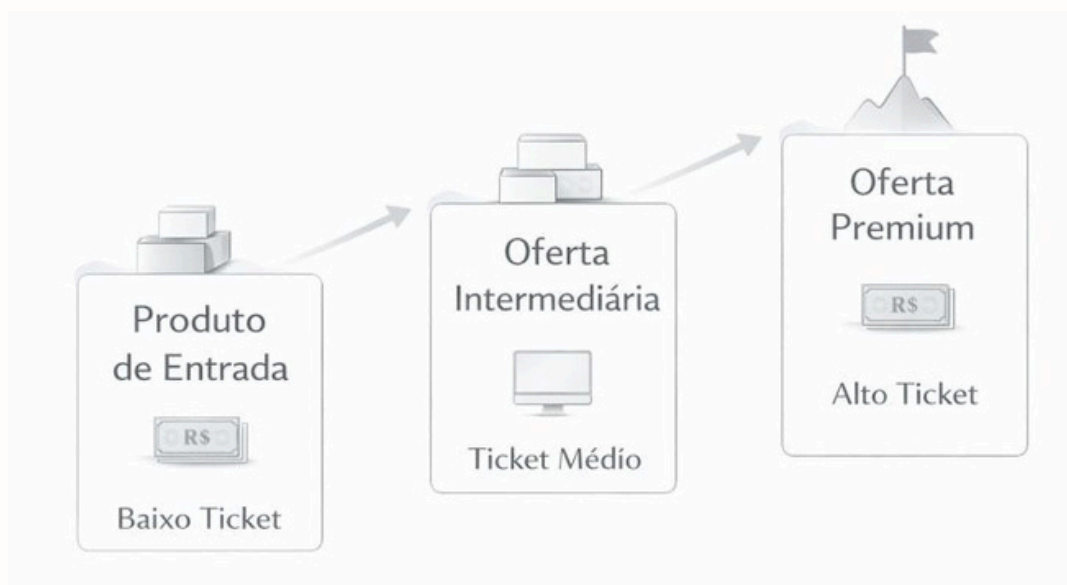 Produto
de Entrada
R$
Baixo Ticket
Oferta
Intermediária
Ticket Médio
Oferta
Premium
R$
Alto Ticket